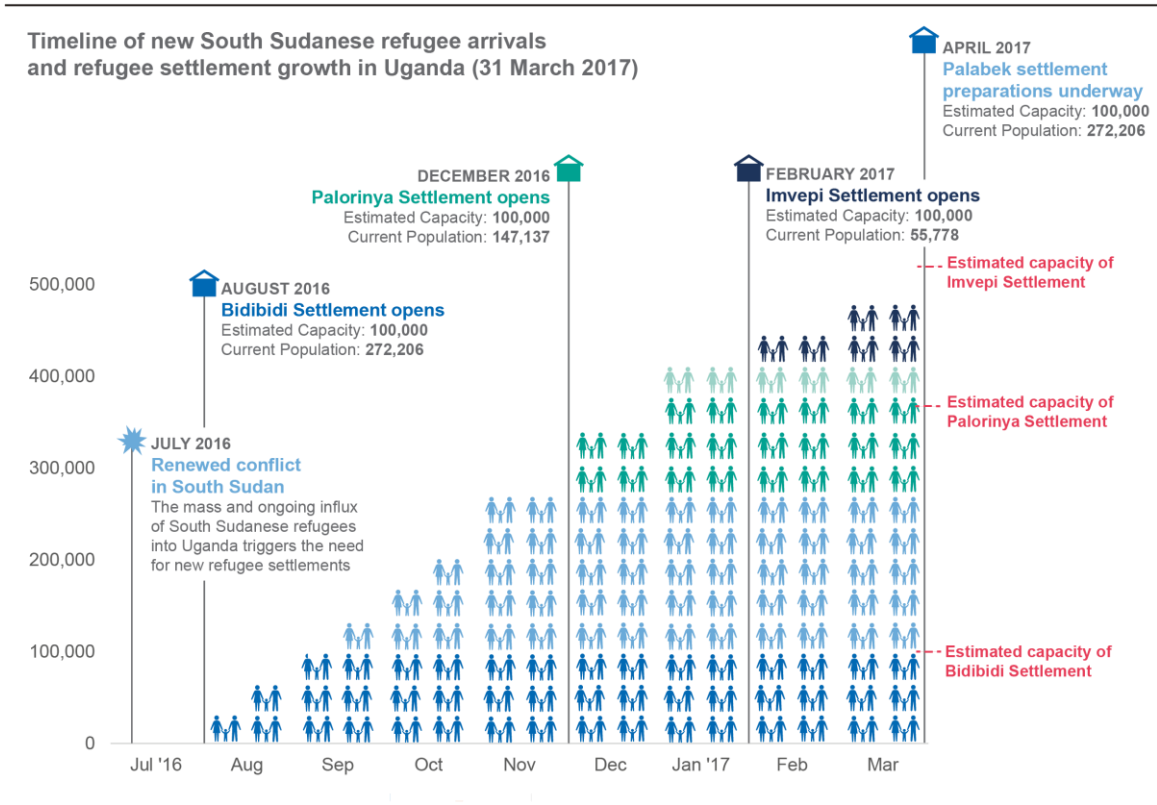 Timeline of new South Sudanese refugee arrivals
and refugee settlement growth in Uganda (31 March 2017)
APRIL 2017
Palabek settlement
preparations underway
Estimated Capacity: 100,000
Current Population: 272,206
DECEMBER 2016
Palorinya Settlement opens
Estimated Capacity: 100,000
Current Population: 147,137
FEBRUARY 2017
Imvepi Settlement opens
Estimated Capacity: 100,000
Current Population: 55,778
Estimated capacity of
Imvepi Settlement
AUGUST 2016
Bidibidi Settlement opens
Estimated Capacity: 100,000
Current Population: 272,206
Estimated capacity of
Palorinya Settlement
JULY 2016
Renewed conflict
in South Sudan
The mass and ongoing influx
of South Sudanese refugees
into Uganda triggers the need
for new refugee settlements
Estimated capacity of
Bidibidi Settlement
500,000
400,000
300,000
200,000
100,000
0
Jul '16
Aug
Sep
Oct
Nov
Dec
Jan '17
Feb
Mar